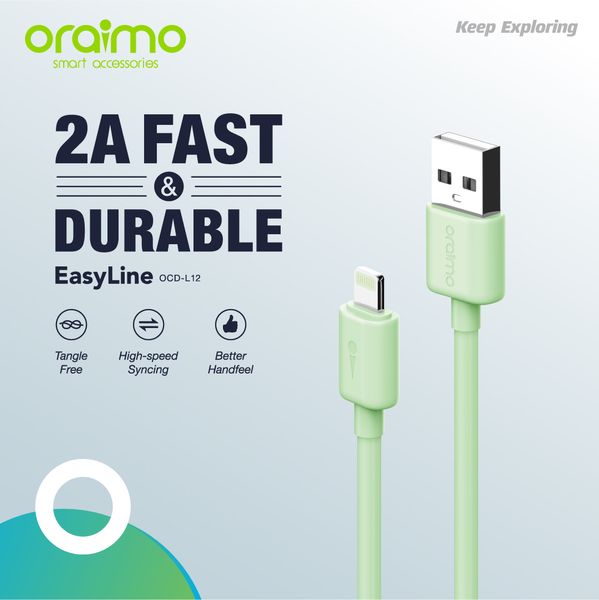 oraimo
smart accessories
Keep Exploring
2A FAST
&
DURABLE
EasyLine OCD-L12
Tangle
Free
High-speed
Syncing
Better
Handfeel
oraimo